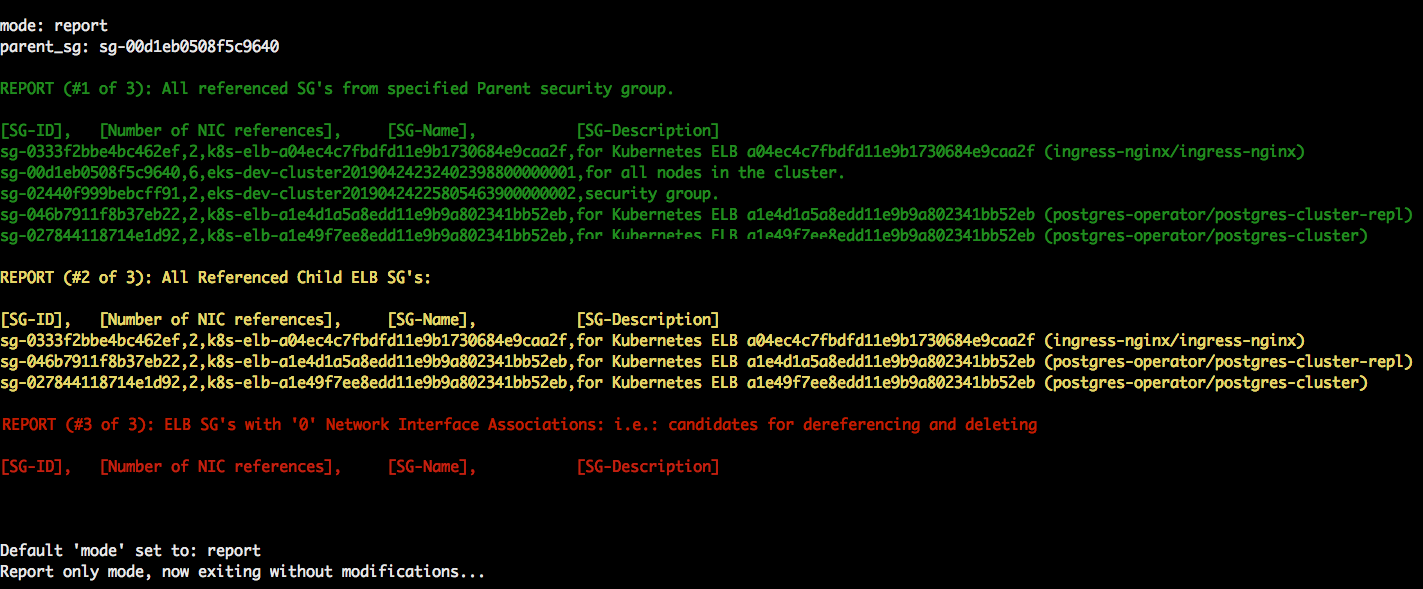 mode: report
parent_sg: sg-00d1eb0508f5c9640
REPORT (#1 of 3): All referenced SG's from specified Parent security group.
[SG-ID],   [Number of NIC references],     [SG-Name],           [SG-Description]
sg-0333f2bbe4bc462ef,2,k8s-elb-a04ec4c7fbdfd11e9b1730684e9caa2f,for Kubernetes ELB a04ec4c7fbdfd11e9b1730684e9caa2f (ingress-nginx/ingress-nginx)
sg-00d1eb0508f5c9640,6,eks-dev-cluster20190424232402398800000001,for all nodes in the cluster.
sg-02440f999bebcff91,2,eks-dev-cluster20190424225805463900000002,security group.
sg-046b7911f8b37eb22,2,k8s-elb-a1e4d1a5a8edd11e9b9a802341bb52eb,for Kubernetes ELB a1e4d1a5a8edd11e9b9a802341bb52eb (postgres-operator/postgres-cluster-repl)
sg-027844118714e1d92,2,k8s-elb-a1e49f7ee8edd11e9b9a802341bb52eb,for Kubernetes ELB a1e49f7ee8edd11e9b9a802341bb52eb (postgres-operator/postgres-cluster)
REPORT (#2 of 3): All Referenced Child ELB SG's:
[SG-ID],   [Number of NIC references],     [SG-Name],           [SG-Description]
sg-0333f2bbe4bc462ef,2,k8s-elb-a04ec4c7fbdfd11e9b1730684e9caa2f,for Kubernetes ELB a04ec4c7fbdfd11e9b1730684e9caa2f (ingress-nginx/ingress-nginx)
sg-046b7911f8b37eb22,2,k8s-elb-a1e4d1a5a8edd11e9b9a802341bb52eb,for Kubernetes ELB a1e4d1a5a8edd11e9b9a802341bb52eb (postgres-operator/postgres-cluster-repl)
sg-027844118714e1d92,2,k8s-elb-a1e49f7ee8edd11e9b9a802341bb52eb,for Kubernetes ELB a1e49f7ee8edd11e9b9a802341bb52eb (postgres-operator/postgres-cluster)
REPORT (#3 of 3): ELB SG's with '0' Network Interface Associations: i.e.: candidates for dereferencing and deleting
[SG-ID],   [Number of NIC references],     [SG-Name],           [SG-Description]
Default 'mode' set to: report
Report only mode, now exiting without modifications...